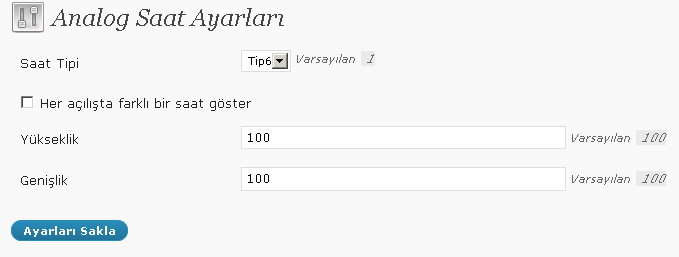 Analog Saat Ayarları
Saat Tipi Tip6 Varsayılan 1
Her açılışta farklı bir saat göster
Yükseklik 100 Varsayılan 100
Genişlik 100 Varsayılan 100
Ayarları Sakla